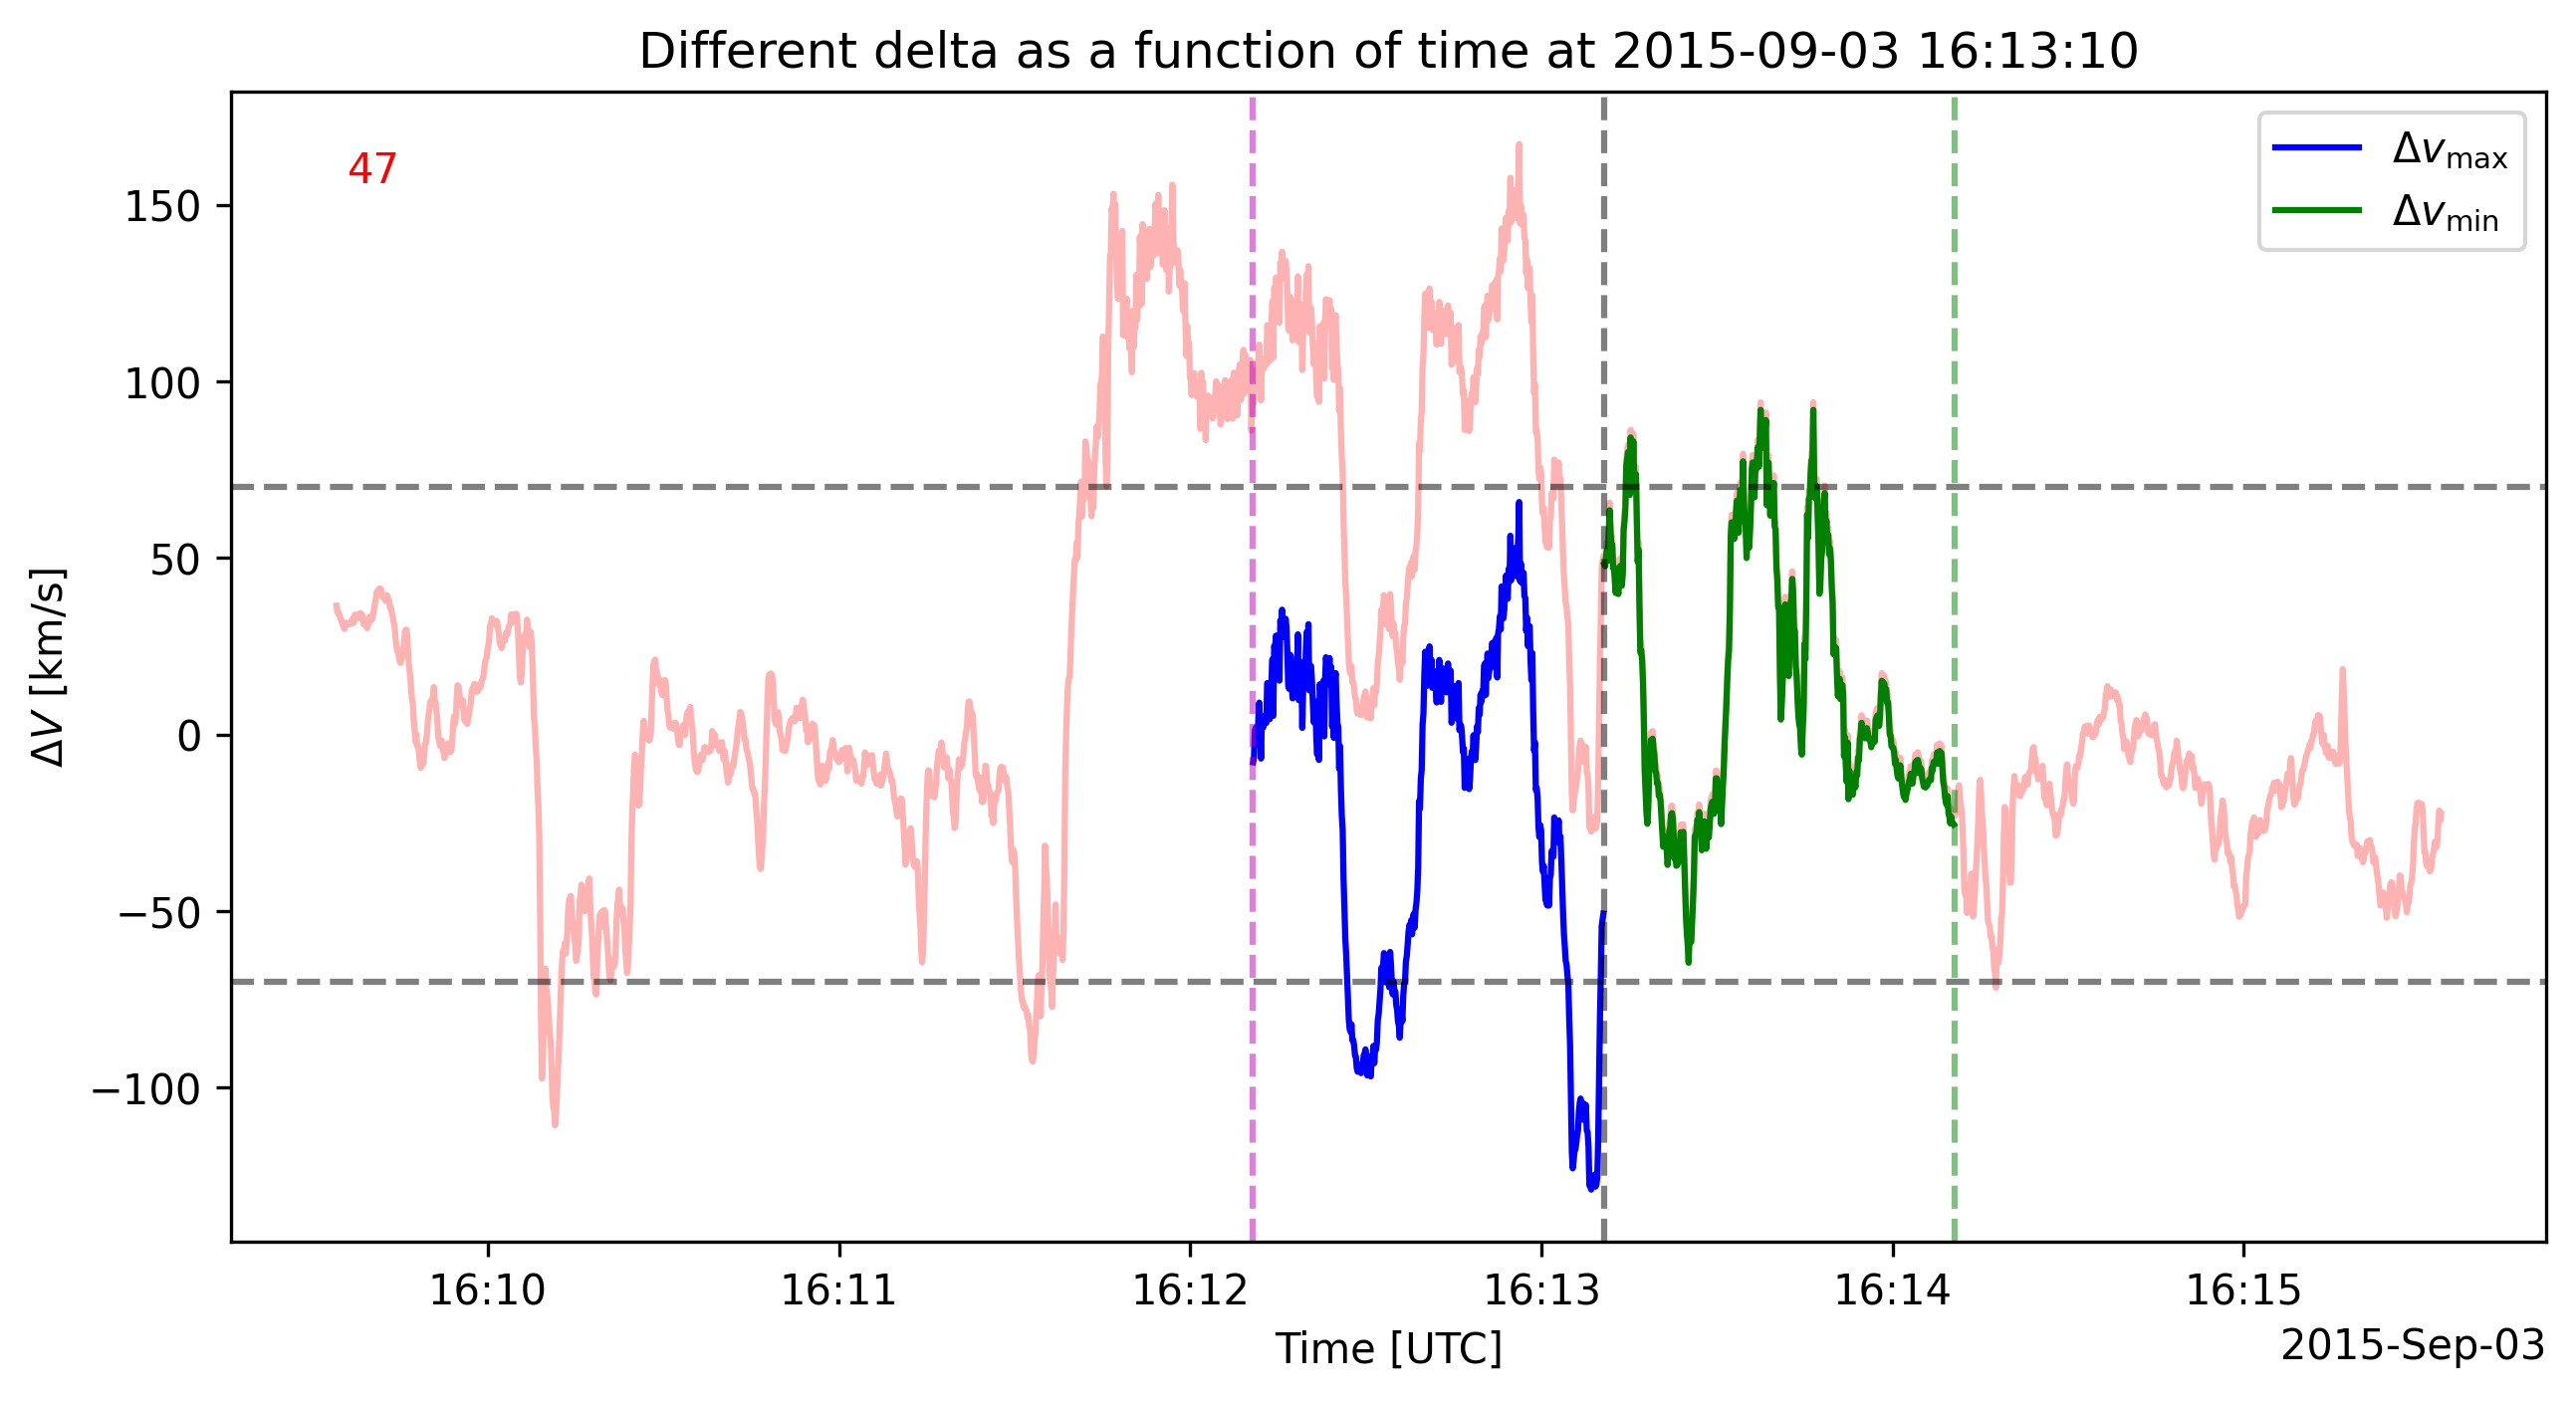 Different delta as a function of time at 2015-09-03 16:13:10
47
Δv_max
Δv_min
150
100
50
0
−50
−100
ΔV [km/s]
16:10 16:11 16:12 16:13 16:14 16:15
Time [UTC]
2015-Sep-03